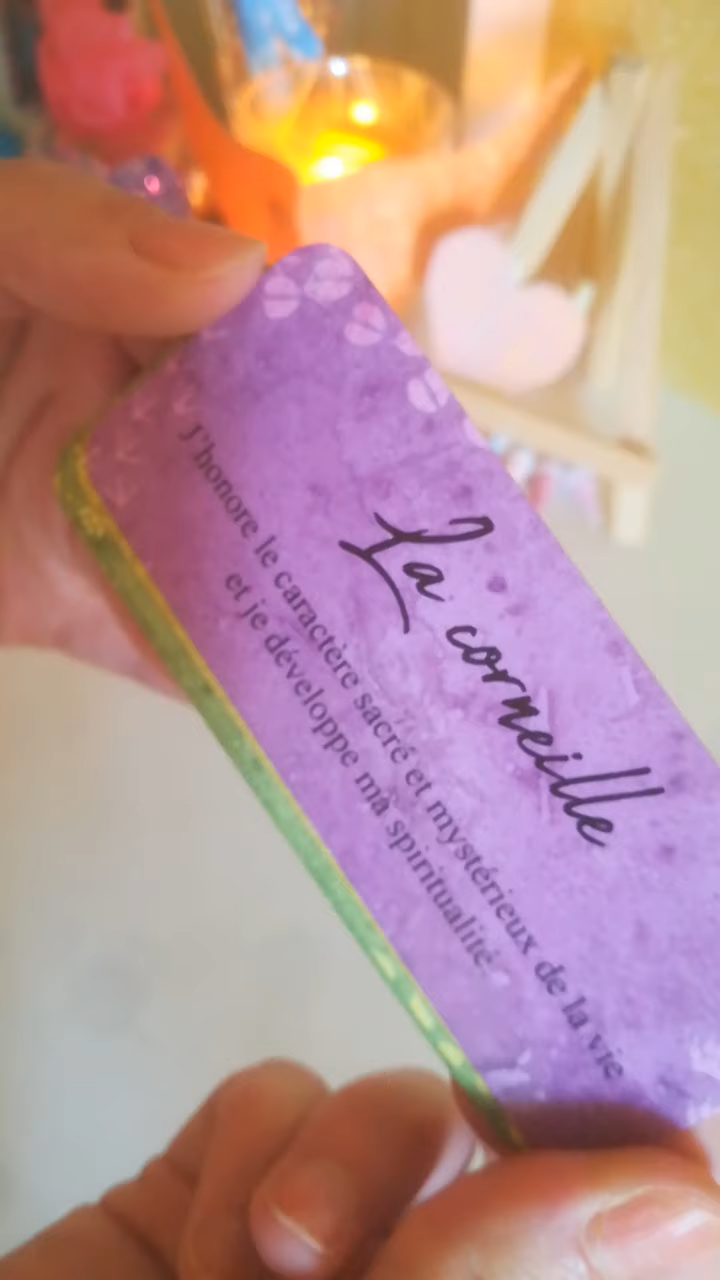 La corneille
J'honore le caractère sacré et mystérieux de la vie
et je développe ma spiritualité.